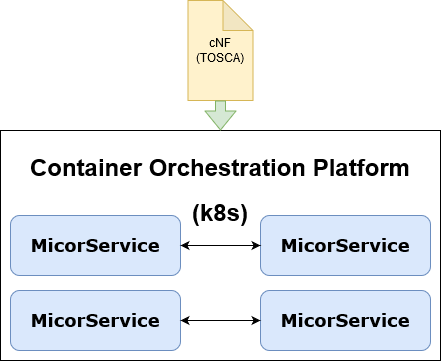 cNF
(TOSCA)
Container Orchestration Platform
(k8s)
MicorService
MicorService
MicorService
MicorService